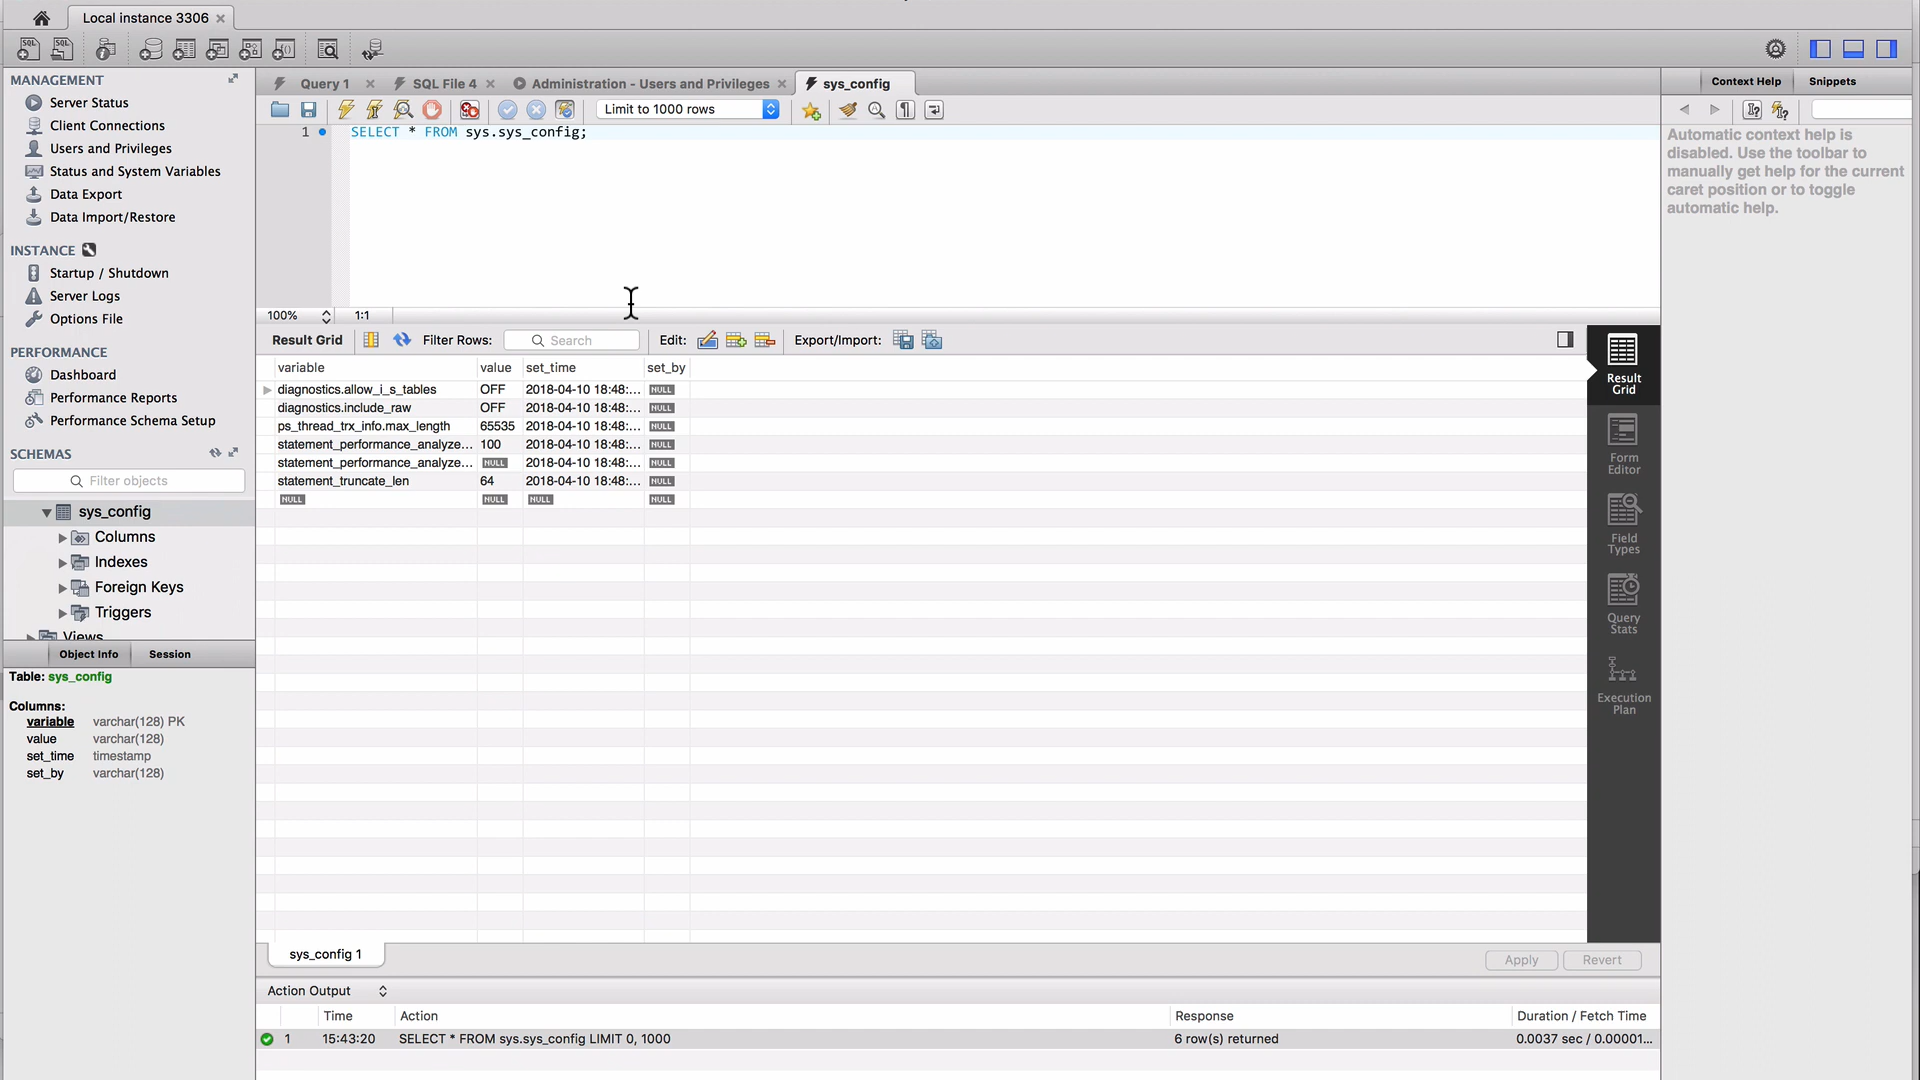 Local instance 3306
SQL SQL
MANAGEMENT
Server Status
Client Connections
Users and Privileges
Status and System Variables
Data Export
Data Import/Restore
INSTANCE
Startup / Shutdown
Server Logs
Options File
PERFORMANCE
Dashboard
Performance Reports
Performance Schema Setup
SCHEMAS
Filter objects
sys_config
Columns
Indexes
Foreign Keys
Triggers
Views
Object Info Session
Table: sys_config
Columns:
variable varchar(128) PK
value varchar(128)
set_time timestamp
set_by varchar(128)
Query 1 SQL File 4 Administration - Users and Privileges sys_config
Limit to 1000 rows
1 SELECT * FROM sys.sys_config;
100% 1:1
Result Grid Filter Rows: Search Edit: Export/Import:
variable value set_time set_by
diagnostics.allow_i_s_tables OFF 2018-04-10 18:48:... NULL
diagnostics.include_raw OFF 2018-04-10 18:48:... NULL
ps_thread_trx_info.max_length 65535 2018-04-10 18:48:... NULL
statement_performance_analyze... 100 2018-04-10 18:48:... NULL
statement_performance_analyze... NULL 2018-04-10 18:48:... NULL
statement_truncate_len 64 2018-04-10 18:48:... NULL
NULL NULL NULL NULL
Result
Grid
Form
Editor
Field
Types
Query
Stats
Execution
Plan
sys_config 1
Apply Revert
Action Output
Time Action Response Duration / Fetch Time
1 15:43:20 SELECT * FROM sys.sys_config LIMIT 0, 1000 6 row(s) returned 0.0037 sec / 0.00001...
Context Help Snippets
Automatic context help is
disabled. Use the toolbar to
manually get help for the current
caret position or to toggle
automatic help.